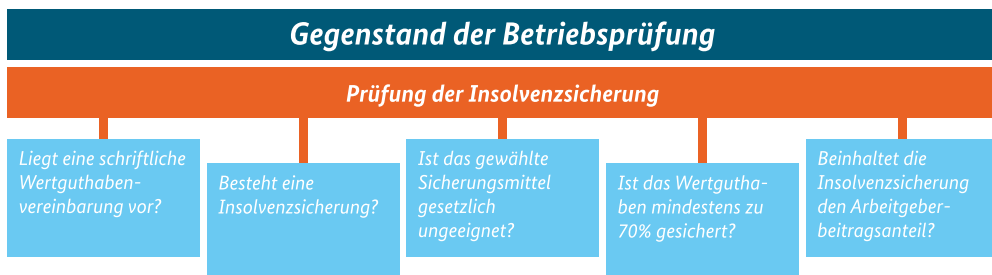 Gegenstand der Betriebsprüfung
Prüfung der Insolvenzsicherung
Liegt eine schriftliche
Wertguthaben-
vereinbarung vor?
Besteht eine
Insolvenzsicherung?
Ist das gewählte
Sicherungsmittel
gesetzlich
ungeeignet?
Ist das Wertgutha-
ben mindestens zu
70% gesichert?
Beinhaltet die
Insolvenzsicherung
den Arbeitgeber-
beitragsanteil?